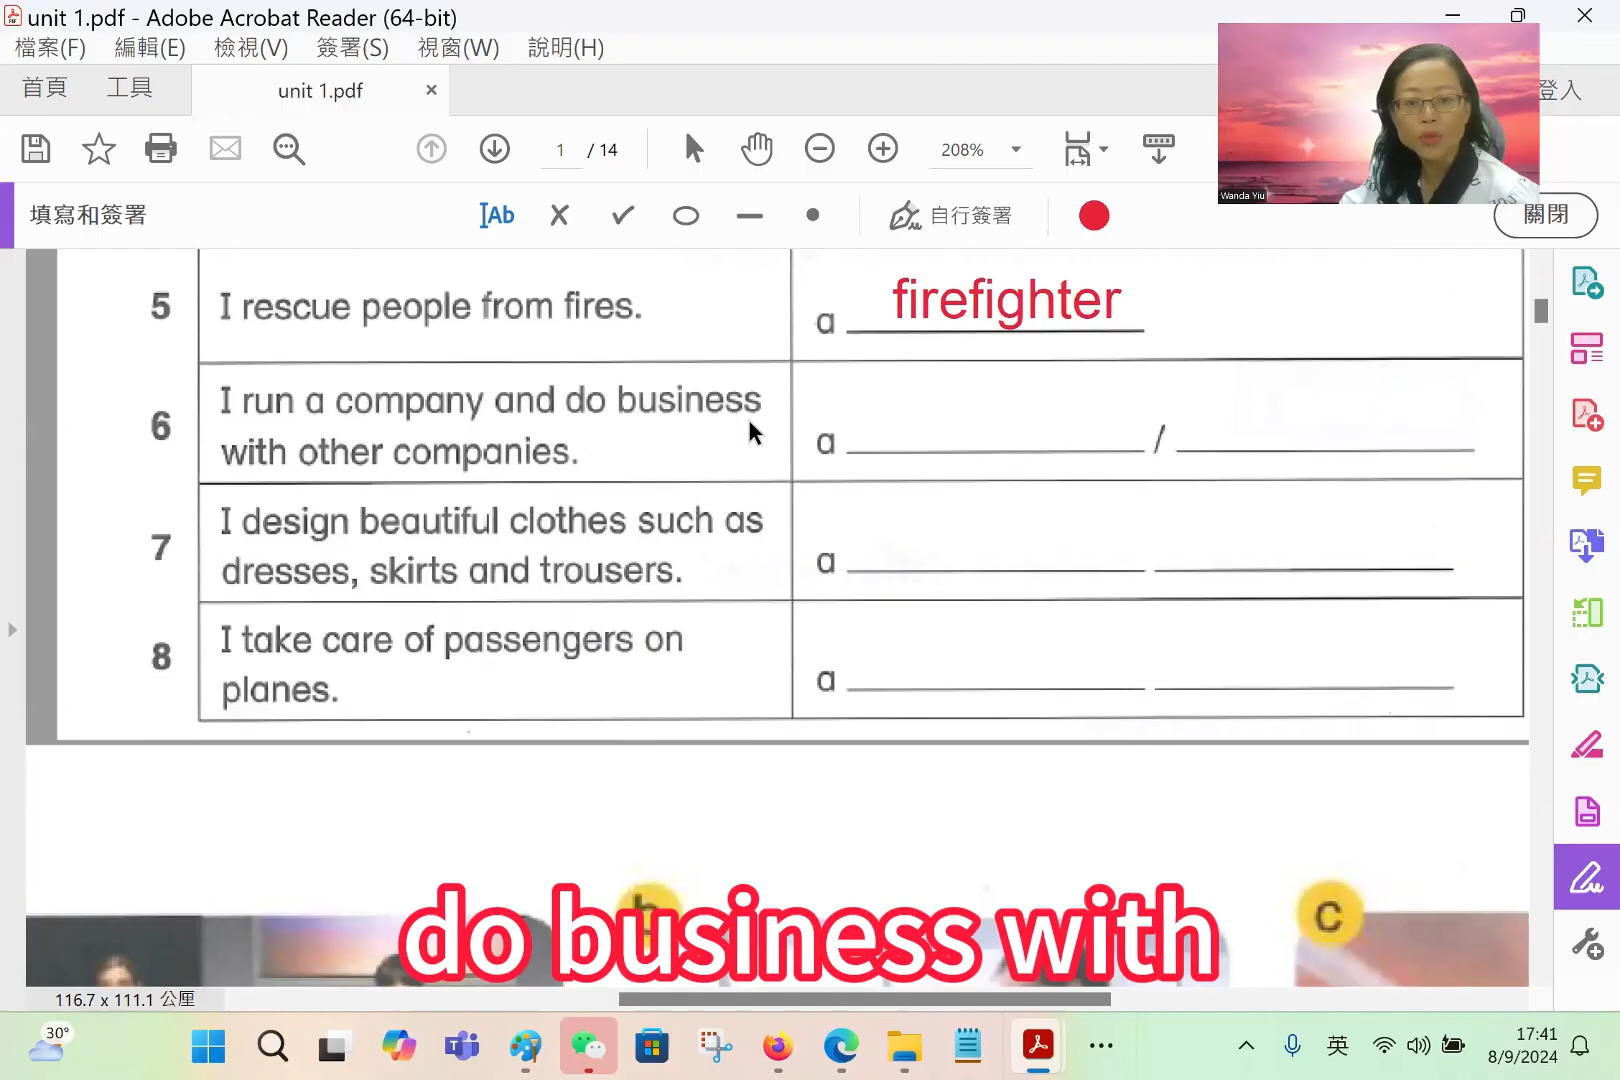 unit 1.pdf - Adobe Acrobat Reader (64-bit)
檔案(F) 編輯(E) 檢視(V) 簽署(S) 視窗(W) 說明(H)
首頁 工具 unit 1.pdf × 登入
1 / 14 208%
填寫和簽署 Ab 自行簽署 關閉
Wanda Yiu
5 I rescue people from fires. a firefighter
6 I run a company and do business
with other companies. a /
7 I design beautiful clothes such as
dresses, skirts and trousers. a
8 I take care of passengers on
planes. a
b c
do business with
116.7 x 111.1 公厘
30° 英 17:41
8/9/2024